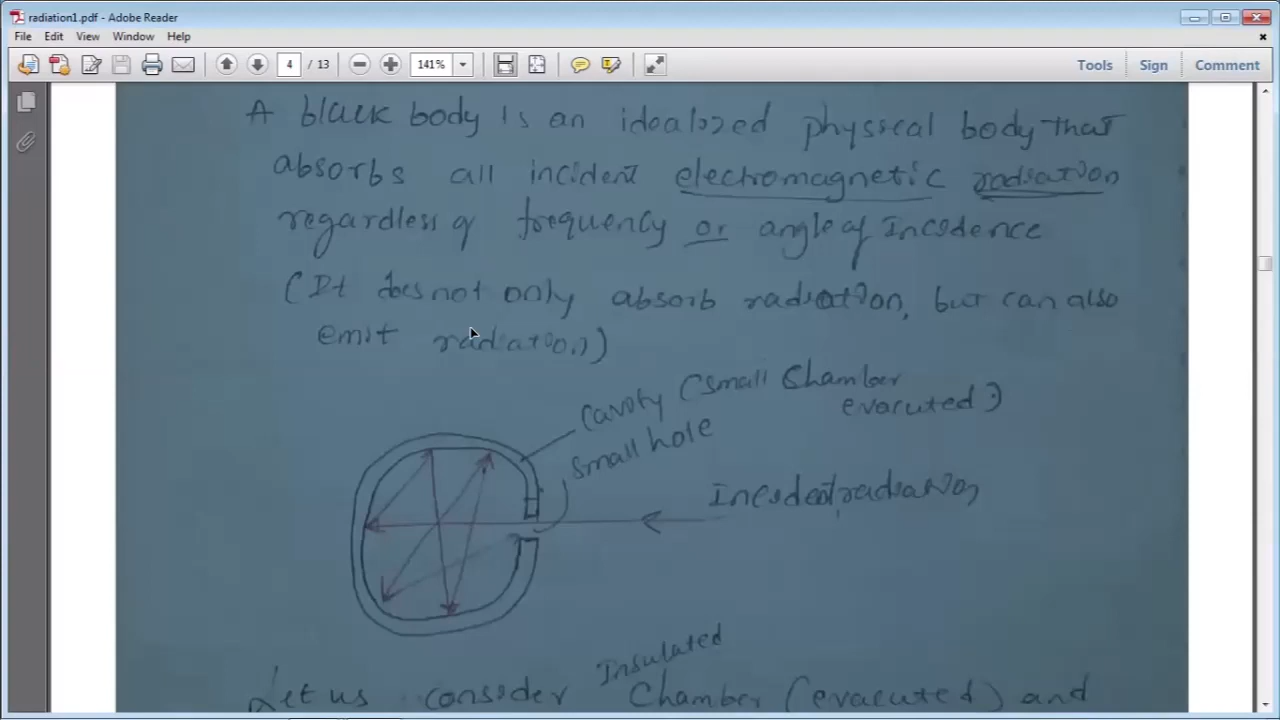 radiation1.pdf - Adobe Reader
File Edit View Window Help
4 / 13 141% Tools Sign Comment
A black body is an idealized physical body that
absorbs all incident electromagnetic radiation
regardless of frequency or angle of Incidence
(It does not only absorb radiation, but can also
emit radiation)
cavity (small Chamber
evacuted)
small hole
Incident radiation
Insulated
Let us consider Chamber (evacuted) and